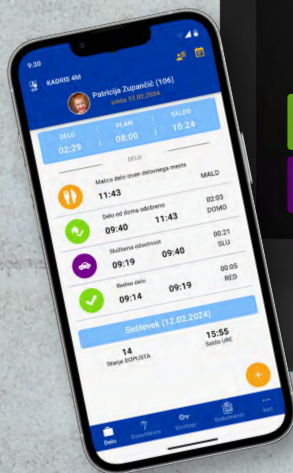 9:30
KADRIS 4M
Patricija Zupančič (106)
sreda 13.02.2024
DELO PLAN SALDO
02:29 08:00 10:24
DELO
Malica delo izven delovnega mesta
11:43 MALD
Delo od doma odobreno 02:03
09:40 11:43 DOMO
Službena odsotnost 00:21
09:19 09:40 SLU
Redno delo 00:05
09:14 09:19 RED
Seštevek (12.02.2024)
14 15:55
Stanje DOPUSTA Saldo URE
+
Delo Odsotnost Dokumenti Več